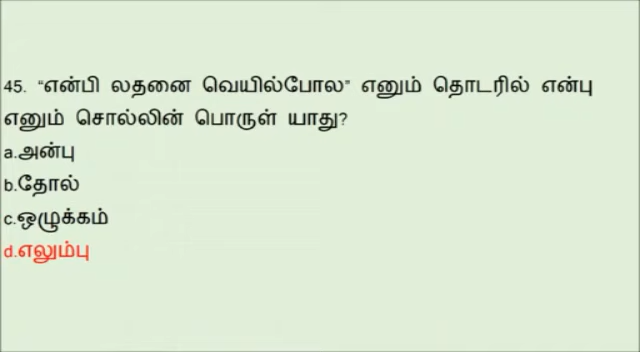 45. “என்பி லதனை வெயில்போல” எனும் தொடரில் என்பு
எனும் சொல்லின் பொருள் யாது?
a.அன்பு
b.தோல்
c.ஒழுக்கம்
d.எலும்பு